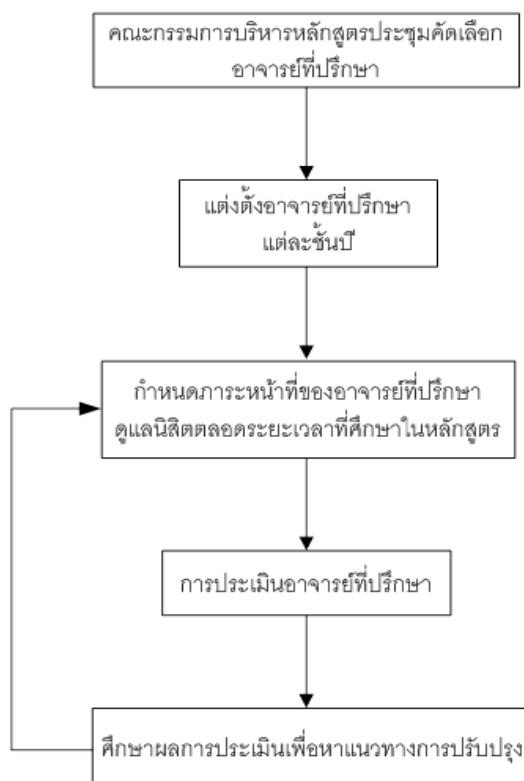 คณะกรรมการบริหารหลักสูตรประชุมคัดเลือก
อาจารย์ที่ปรึกษา
แต่งตั้งอาจารย์ที่ปรึกษา
แต่ละชั้นปี
กำหนดภาระหน้าที่ของอาจารย์ที่ปรึกษา
ดูแลนิสิตตลอดระยะเวลาที่ศึกษาในหลักสูตร
การประเมินอาจารย์ที่ปรึกษา
ศึกษาผลการประเมินเพื่อหาแนวทางการปรับปรุง